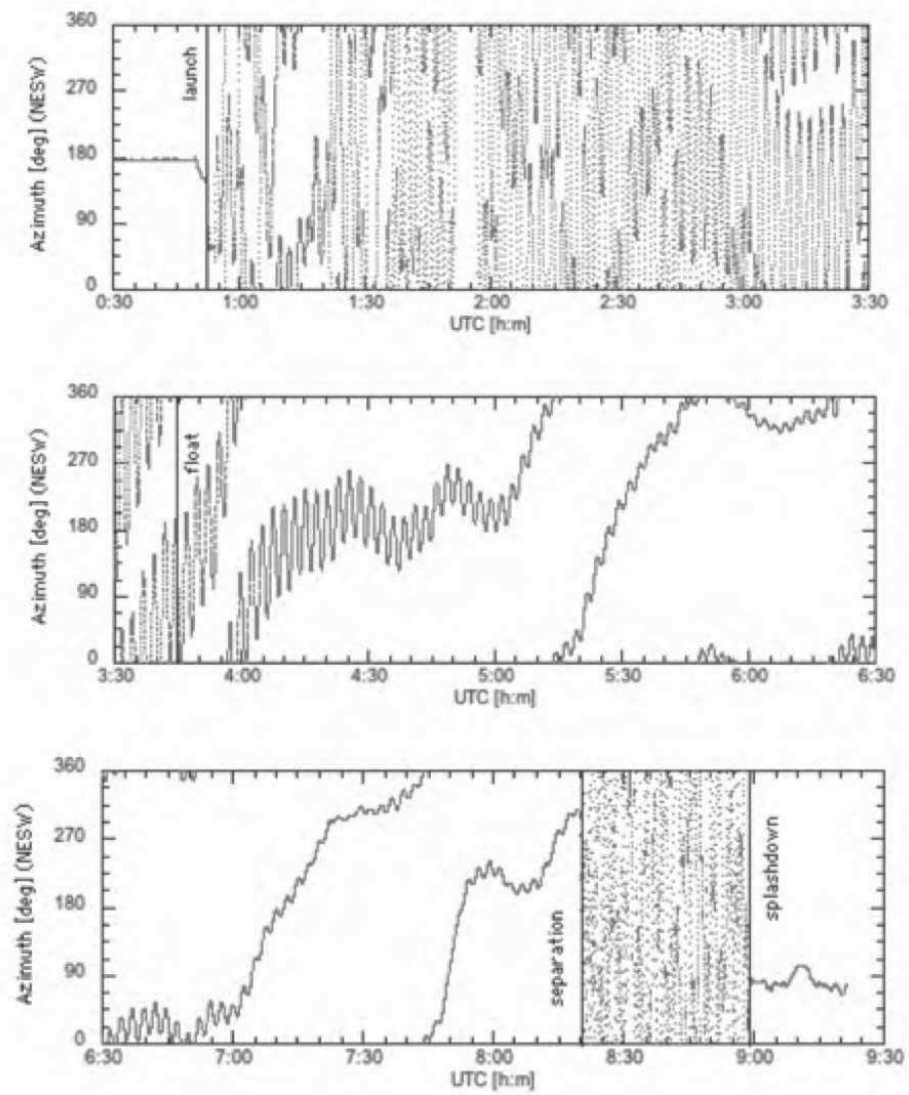 360
270
180
90
0
Azimuth [deg] (NESW)
launch
0:30 1:00 1:30 2:00 2:30 3:00 3:30
UTC [h:m]
360
270
180
90
0
Azimuth [deg] (NESW)
float
3:30 4:00 4:30 5:00 5:30 6:00 6:30
UTC [h:m]
360
270
180
90
0
Azimuth [deg] (NESW)
separation
splashdown
6:30 7:00 7:30 8:00 8:30 9:00 9:30
UTC [h:m]